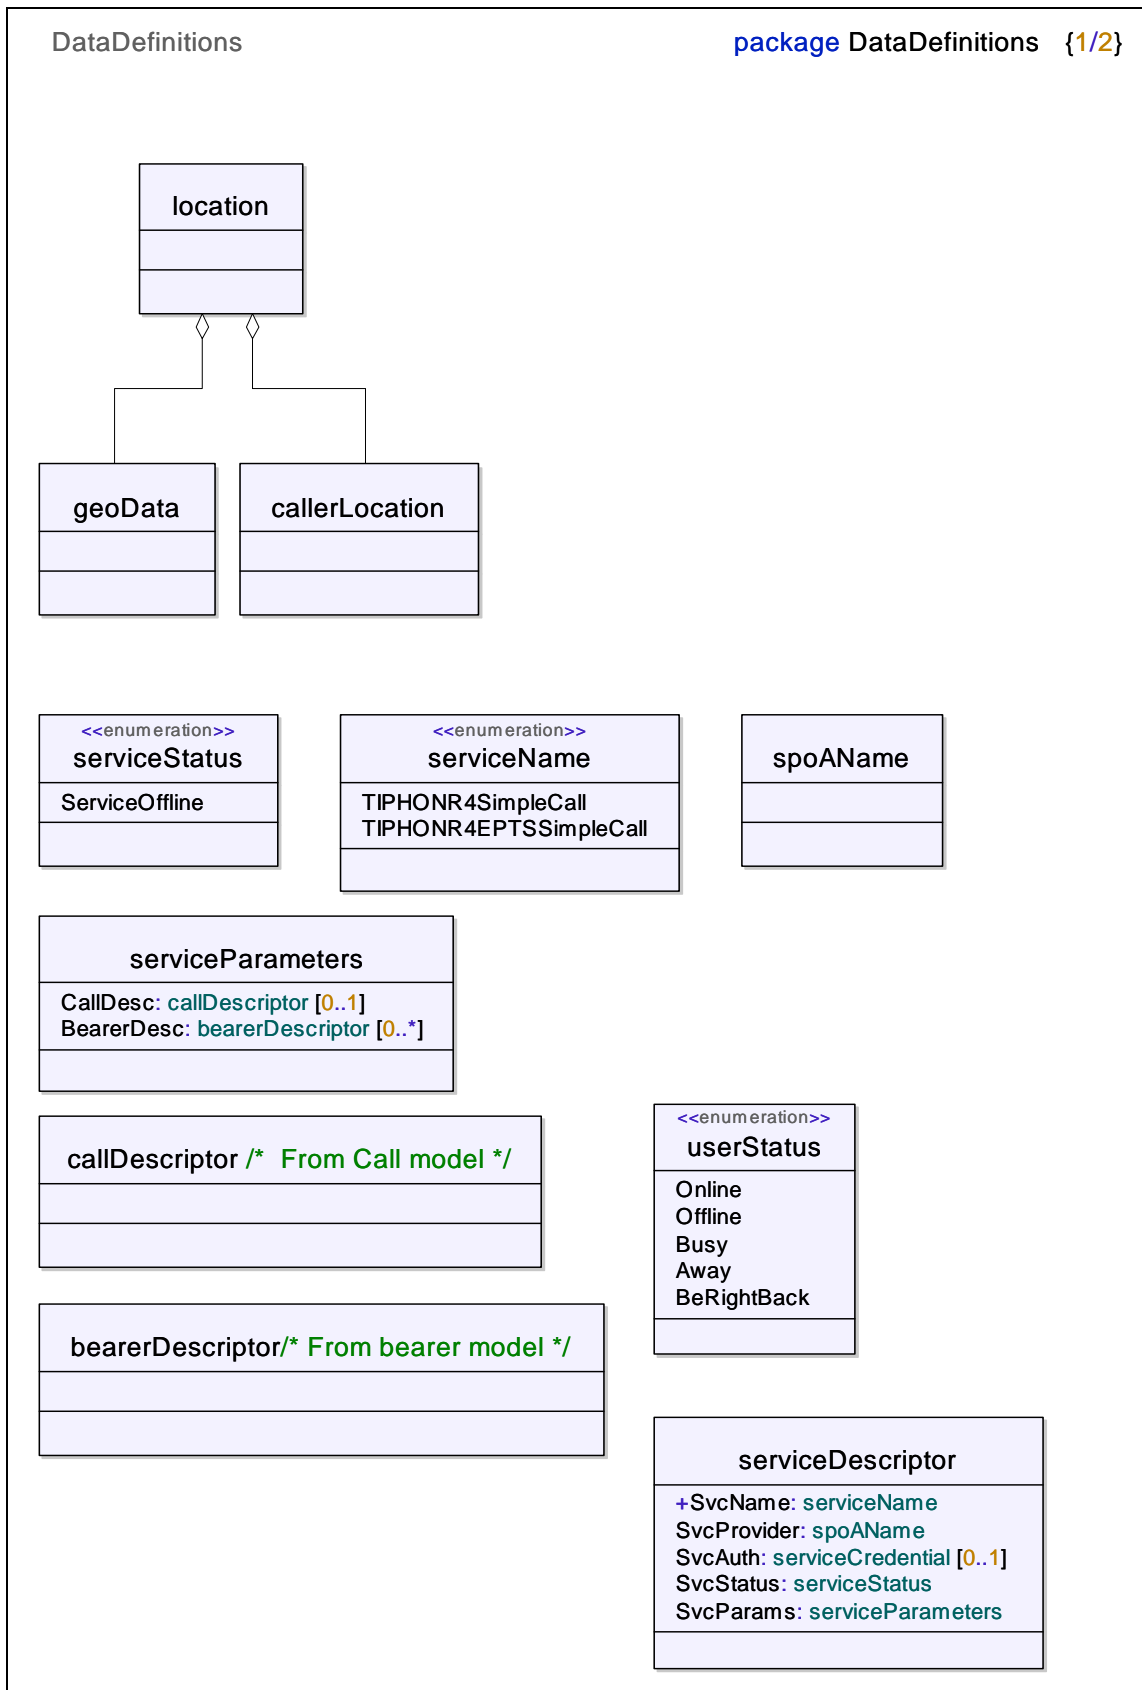 DataDefinitions
package DataDefinitions {1/2}
location
geoData
callerLocation
<<enumeration>>
serviceStatus
ServiceOffline
<<enumeration>>
serviceName
TIPHONR4SimpleCall
TIPHONR4EPTSSimpleCall
spoAName
serviceParameters
CallDesc: callDescriptor [0..1]
BearerDesc: bearerDescriptor [0..*]
callDescriptor /* From Call model */
bearerDescriptor/* From bearer model */
<<enumeration>>
userStatus
Online
Offline
Busy
Away
BeRightBack
serviceDescriptor
+SvcName: serviceName
SvcProvider: spoAName
SvcAuth: serviceCredential [0..1]
SvcStatus: serviceStatus
SvcParams: serviceParameters